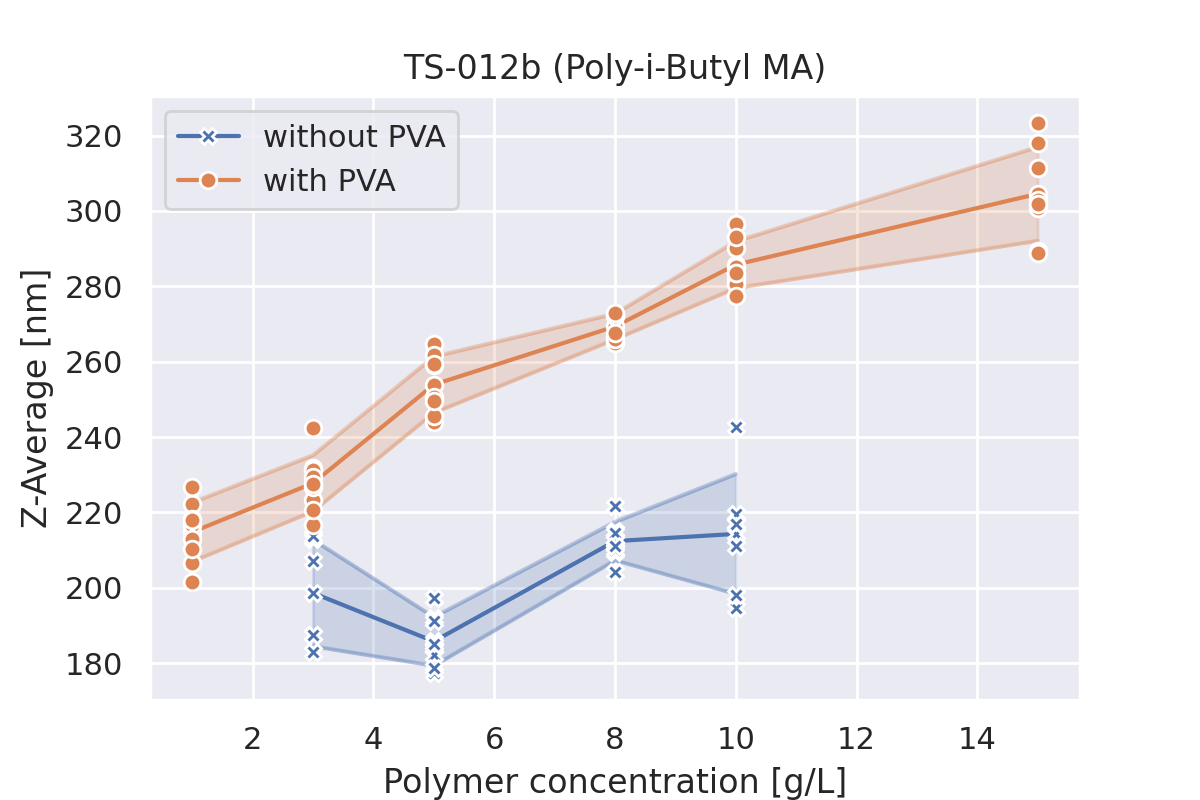 TS-012b (Poly-i-Butyl MA)
without PVA
with PVA
Z-Average [nm]
320
300
280
260
240
220
200
180
2 4 6 8 10 12 14
Polymer concentration [g/L]